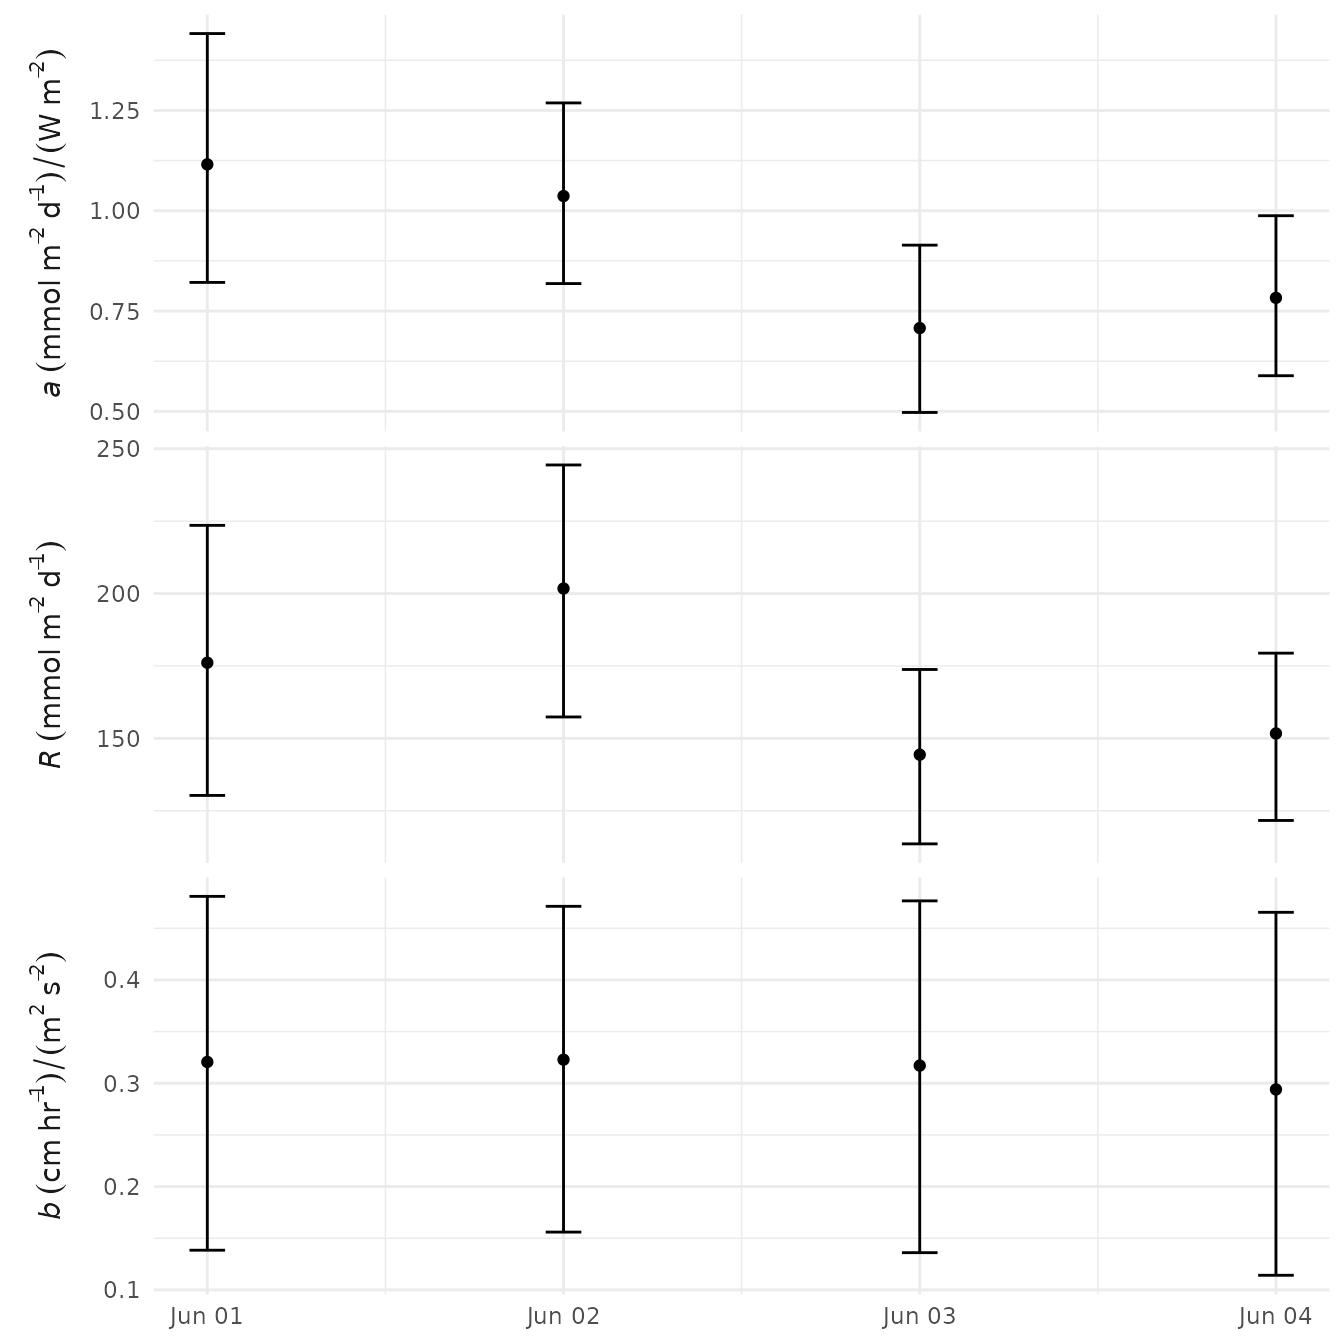 a (mmol m⁻² d⁻¹)/(W m⁻²)
1.25
1.00
0.75
0.50
R (mmol m⁻² d⁻¹)
250
200
150
b (cm hr⁻¹)/(m² s⁻²)
0.4
0.3
0.2
0.1
Jun 01 Jun 02 Jun 03 Jun 04